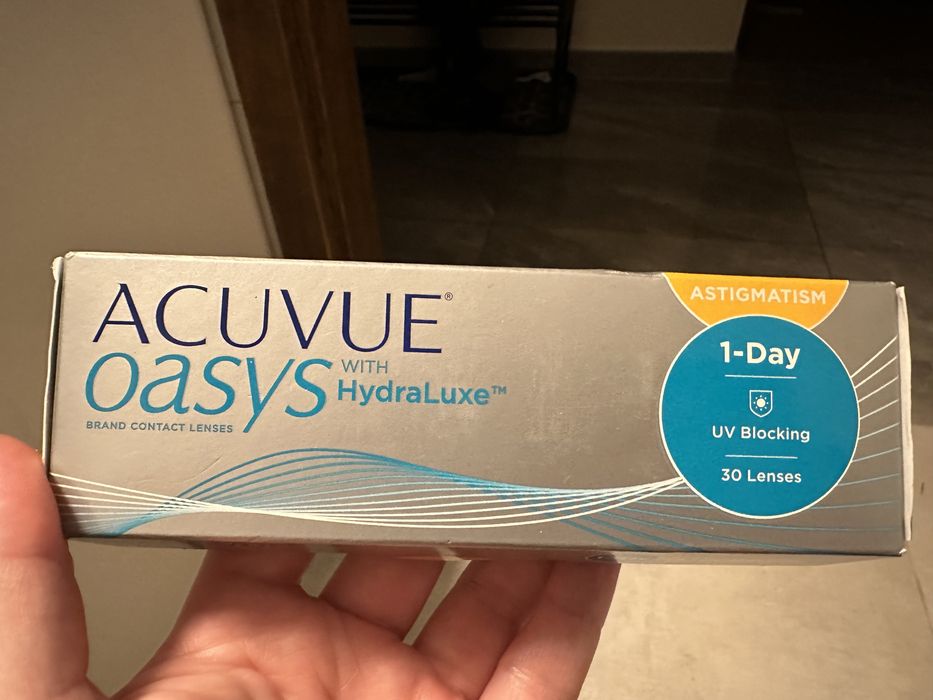 ACUVUE®
oasys WITH HydraLuxe™
BRAND CONTACT LENSES
ASTIGMATISM
1-Day
UV Blocking
30 Lenses